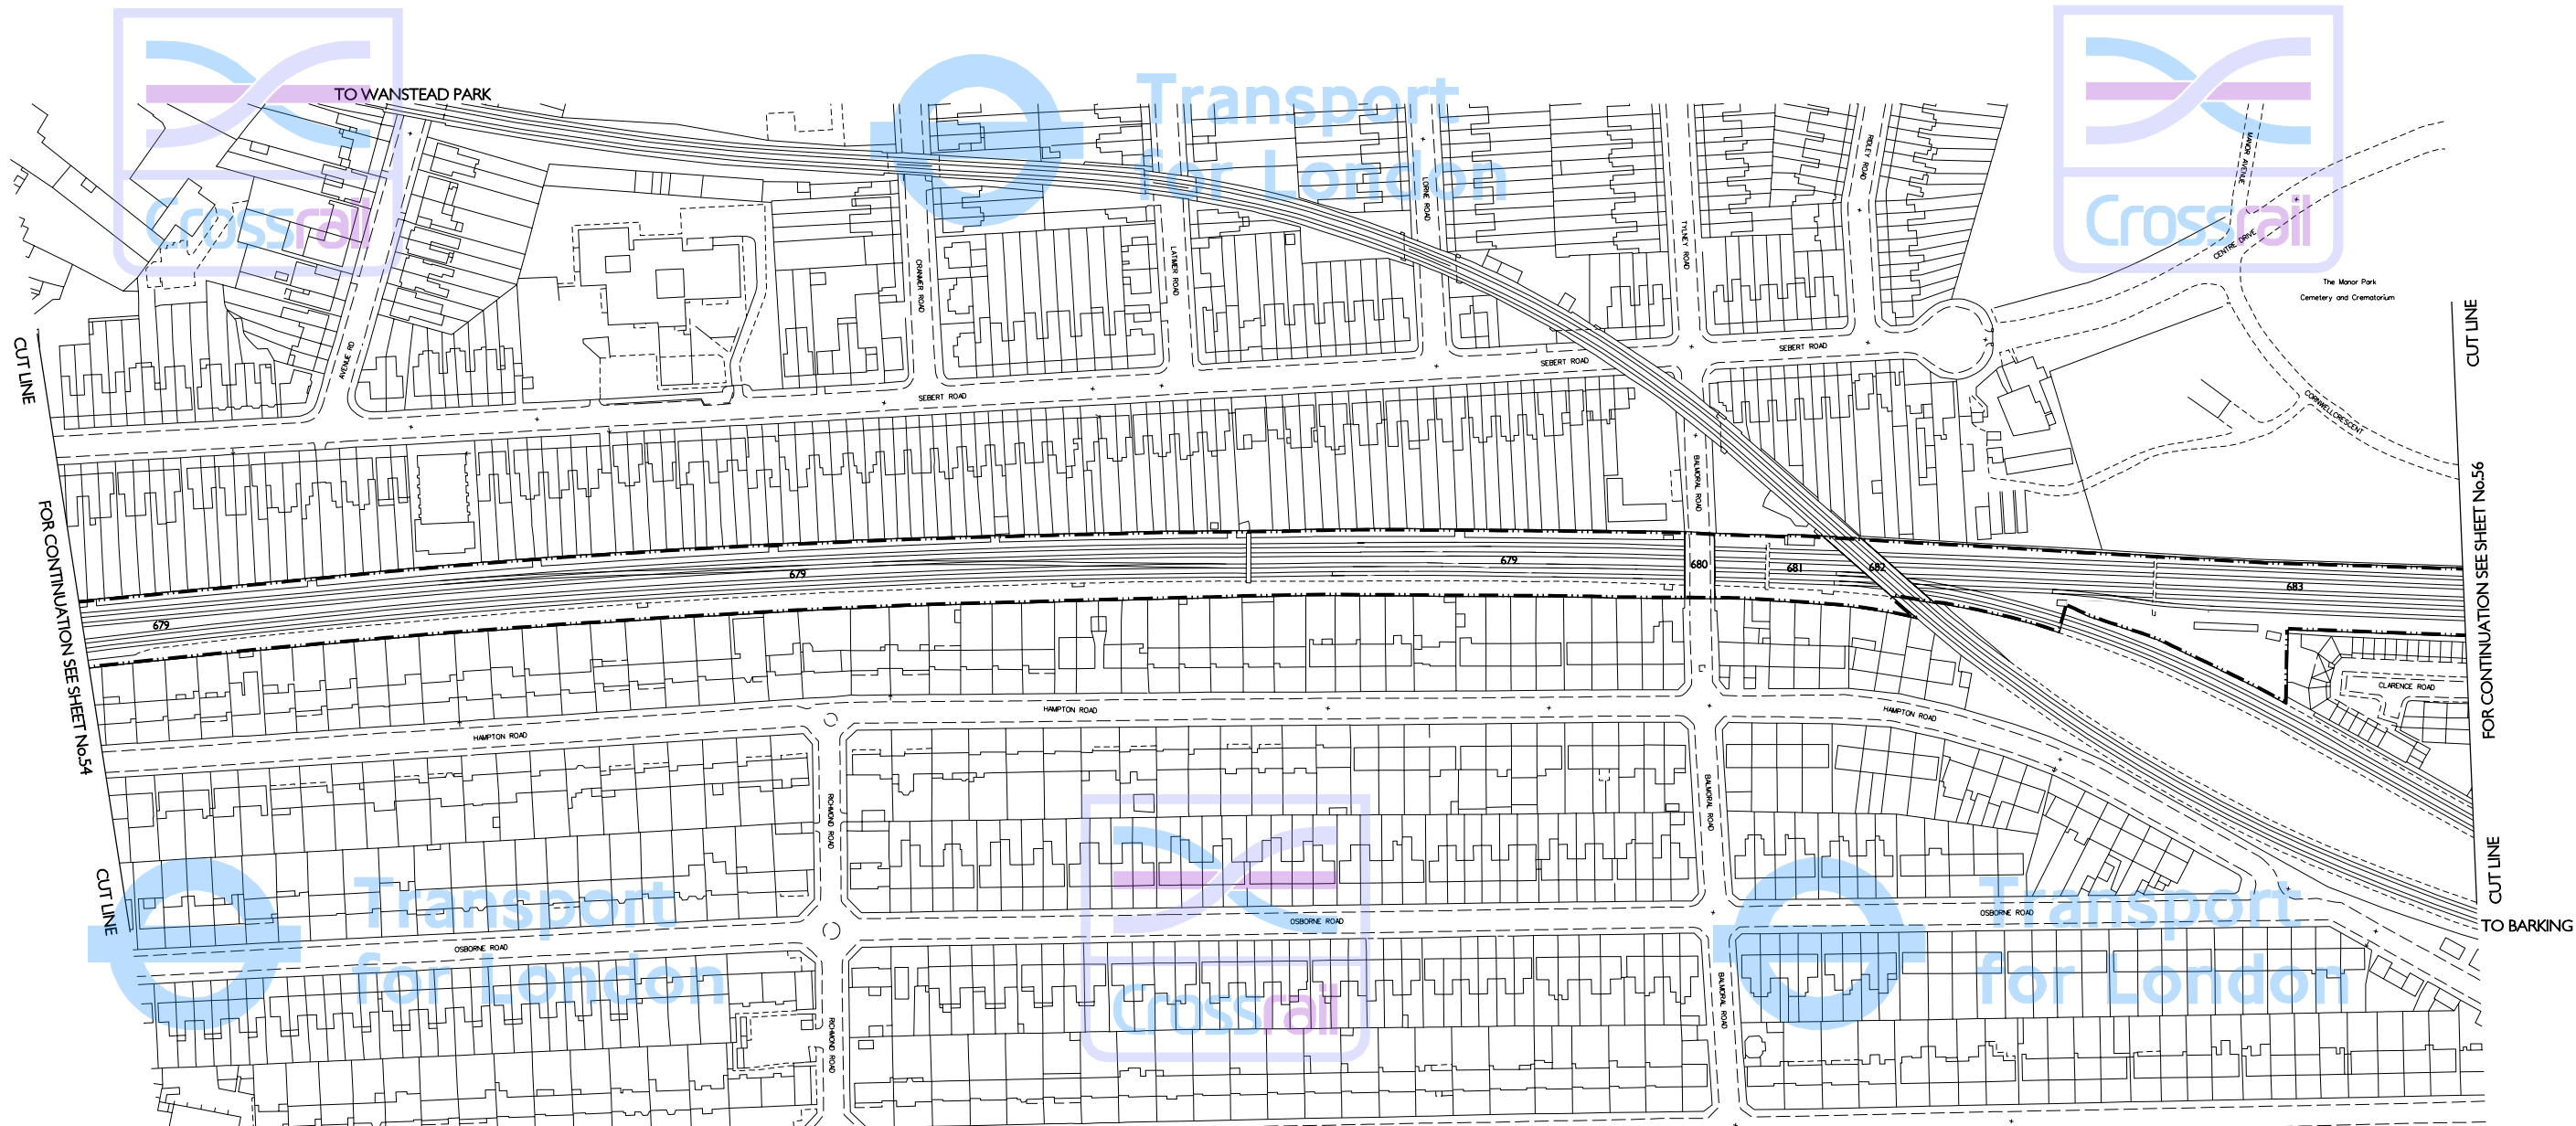 TO WANSTEAD PARK
Transport
for London
Crossrail
Crossrail
MANOR AVENUE
RIDLEY ROAD
LORNE ROAD
TYLNEY ROAD
LATIMER ROAD
CRANMER ROAD
CENTRE DRIVE
The Manor Park
Cemetery and Crematorium
CUT LINE
CUT LINE
AVENUE RD
SEBERT ROAD
SEBERT ROAD
SEBERT ROAD
CORNWELL CRESCENT
BALMORAL ROAD
FOR CONTINUATION SEE SHEET No.54
FOR CONTINUATION SEE SHEET No.56
679
679
679
680
681
682
683
CLARENCE ROAD
HAMPTON ROAD
HAMPTON ROAD
HAMPTON ROAD
RICHMOND ROAD
BALMORAL ROAD
CUT LINE
CUT LINE
Transport
for London
Crossrail
Transport
for London
OSBORNE ROAD
OSBORNE ROAD
OSBORNE ROAD
TO BARKING
RICHMOND ROAD
BALMORAL ROAD